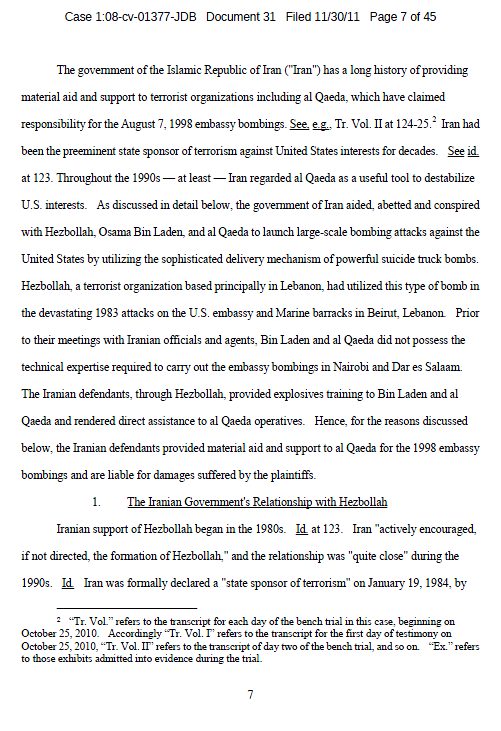 Case 1:08-cv-01377-JDB Document 31 Filed 11/30/11 Page 7 of 45
The government of the Islamic Republic of Iran ("Iran") has a long history of providing
material aid and support to terrorist organizations including al Qaeda, which have claimed
responsibility for the August 7, 1998 embassy bombings. See, e.g., Tr. Vol. II at 124-25.2 Iran had
been the preeminent state sponsor of terrorism against United States interests for decades. See id.
at 123. Throughout the 1990s — at least — Iran regarded al Qaeda as a useful tool to destabilize
U.S. interests. As discussed in detail below, the government of Iran aided, abetted and conspired
with Hezbollah, Osama Bin Laden, and al Qaeda to launch large-scale bombing attacks against the
United States by utilizing the sophisticated delivery mechanism of powerful suicide truck bombs.
Hezbollah, a terrorist organization based principally in Lebanon, had utilized this type of bomb in
the devastating 1983 attacks on the U.S. embassy and Marine barracks in Beirut, Lebanon. Prior
to their meetings with Iranian officials and agents, Bin Laden and al Qaeda did not possess the
technical expertise required to carry out the embassy bombings in Nairobi and Dar es Salaam.
The Iranian defendants, through Hezbollah, provided explosives training to Bin Laden and al
Qaeda and rendered direct assistance to al Qaeda operatives. Hence, for the reasons discussed
below, the Iranian defendants provided material aid and support to al Qaeda for the 1998 embassy
bombings and are liable for damages suffered by the plaintiffs.
1. The Iranian Government's Relationship with Hezbollah
Iranian support of Hezbollah began in the 1980s. Id. at 123. Iran "actively encouraged,
if not directed, the formation of Hezbollah," and the relationship was "quite close" during the
1990s. Id. Iran was formally declared a "state sponsor of terrorism" on January 19, 1984, by
2 “Tr. Vol.” refers to the transcript for each day of the bench trial in this case, beginning on
October 25, 2010. Accordingly “Tr. Vol. I” refers to the transcript for the first day of testimony on
October 25, 2010, “Tr. Vol. II” refers to the transcript of day two of the bench trial, and so on. “Ex.” refers
to those exhibits admitted into evidence during the trial.
7